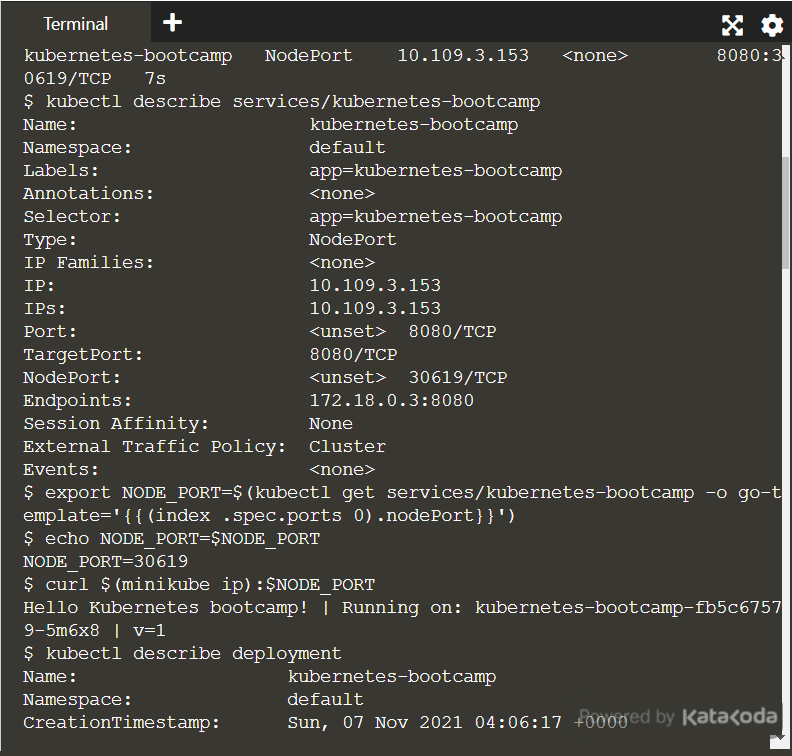 Terminal +
kubernetes-bootcamp   NodePort    10.109.3.153   <none>        8080:3
0619/TCP   7s
$ kubectl describe services/kubernetes-bootcamp
Name:                     kubernetes-bootcamp
Namespace:                default
Labels:                   app=kubernetes-bootcamp
Annotations:              <none>
Selector:                 app=kubernetes-bootcamp
Type:                     NodePort
IP Families:              <none>
IP:                       10.109.3.153
IPs:                      10.109.3.153
Port:                     <unset>  8080/TCP
TargetPort:               8080/TCP
NodePort:                 <unset>  30619/TCP
Endpoints:                172.18.0.3:8080
Session Affinity:         None
External Traffic Policy:  Cluster
Events:                   <none>
$ export NODE_PORT=$(kubectl get services/kubernetes-bootcamp -o go-t
emplate='{{(index .spec.ports 0).nodePort}}')
$ echo NODE_PORT=$NODE_PORT
NODE_PORT=30619
$ curl $(minikube ip):$NODE_PORT
Hello Kubernetes bootcamp! | Running on: kubernetes-bootcamp-fb5c6757
9-5m6x8 | v=1
$ kubectl describe deployment
Name:                   kubernetes-bootcamp
Namespace:              default
CreationTimestamp:      Sun, 07 Nov 2021 04:06:17 +0000
Powered by Katacoda